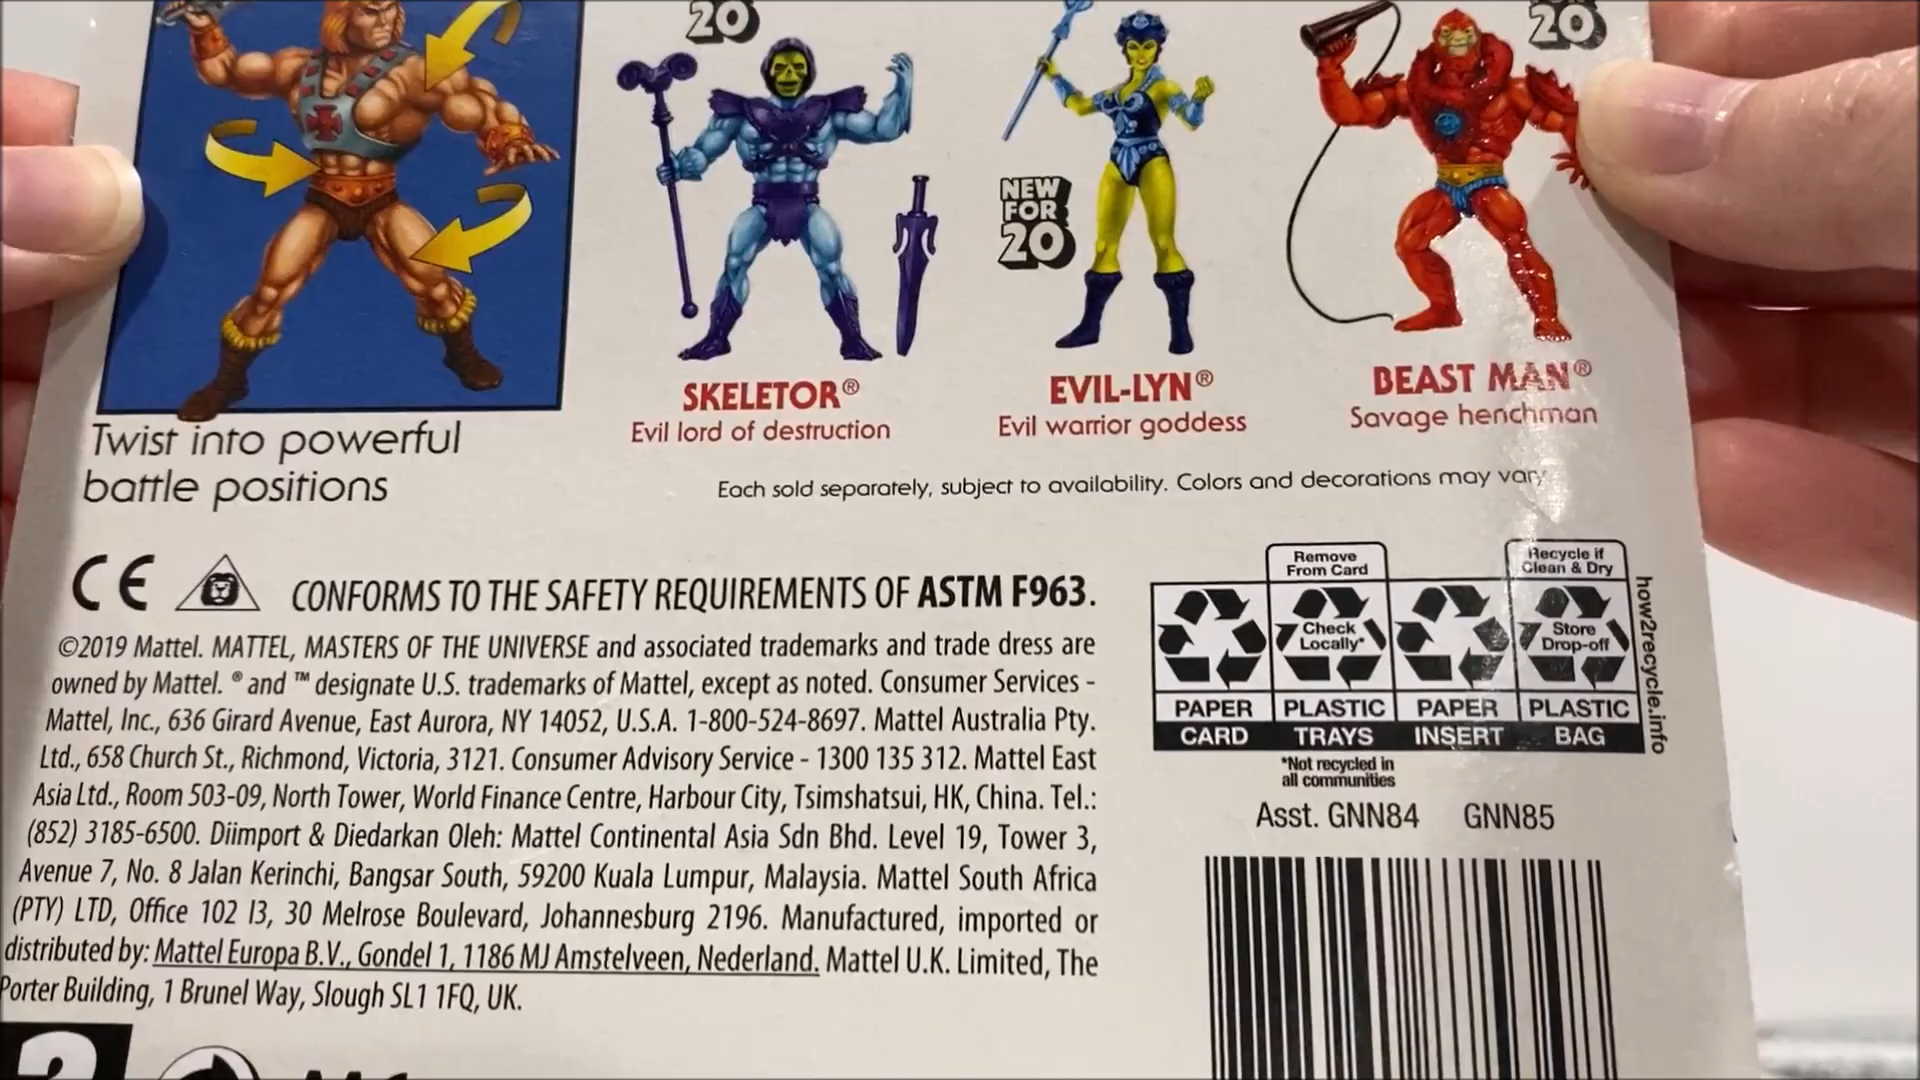 20
20
NEW
FOR
20
SKELETOR®
Evil lord of destruction
EVIL-LYN®
Evil warrior goddess
BEAST MAN®
Savage henchman
Twist into powerful
battle positions
Each sold separately, subject to availability. Colors and decorations may vary
CE
CONFORMS TO THE SAFETY REQUIREMENTS OF ASTM F963.
©2019 Mattel. MATTEL, MASTERS OF THE UNIVERSE and associated trademarks and trade dress are
owned by Mattel. ® and ™ designate U.S. trademarks of Mattel, except as noted. Consumer Services -
Mattel, Inc., 636 Girard Avenue, East Aurora, NY 14052, U.S.A. 1-800-524-8697. Mattel Australia Pty.
Ltd., 658 Church St., Richmond, Victoria, 3121. Consumer Advisory Service - 1300 135 312. Mattel East
Asia Ltd., Room 503-09, North Tower, World Finance Centre, Harbour City, Tsimshatsui, HK, China. Tel.:
(852) 3185-6500. Diimport & Diedarkan Oleh: Mattel Continental Asia Sdn Bhd. Level 19, Tower 3,
Avenue 7, No. 8 Jalan Kerinchi, Bangsar South, 59200 Kuala Lumpur, Malaysia. Mattel South Africa
(PTY) LTD, Office 102 I3, 30 Melrose Boulevard, Johannesburg 2196. Manufactured, imported or
distributed by: Mattel Europa B.V., Gondel 1, 1186 MJ Amstelveen, Nederland. Mattel U.K. Limited, The
Porter Building, 1 Brunel Way, Slough SL1 1FQ, UK.
Remove
From Card
Recycle if
Clean & Dry
Check
Locally*
Store
Drop-off
PAPER
CARD
PLASTIC
TRAYS
PAPER
INSERT
PLASTIC
BAG
how2recycle.info
*Not recycled in
all communities
Asst. GNN84 GNN85